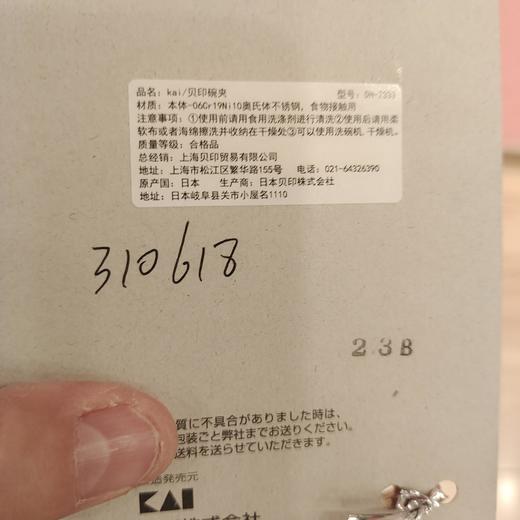 品名: kai/贝印碗夹 型号: DH-7333
材质: 本体-06Cr19Ni10奥氏体不锈钢, 食物接触用
注意事项: ①使用前请用食用洗涤剂进行清洗②使用后请用柔
软布或者海绵擦洗并收纳在干燥处③可以使用洗碗机、干燥机。
质量等级: 合格品
总经销: 上海贝印贸易有限公司
地址: 上海市松江区繁华路155号 电话: 021-64326390
原产国: 日本 生产商: 日本贝印株式会社
地址: 日本岐阜县关市小屋名1110
310618
23B
質に不具合がありました時は、
包装ごと弊社までお送りください。
送料を送らせていただきます。
発売元
KAI
株式会社